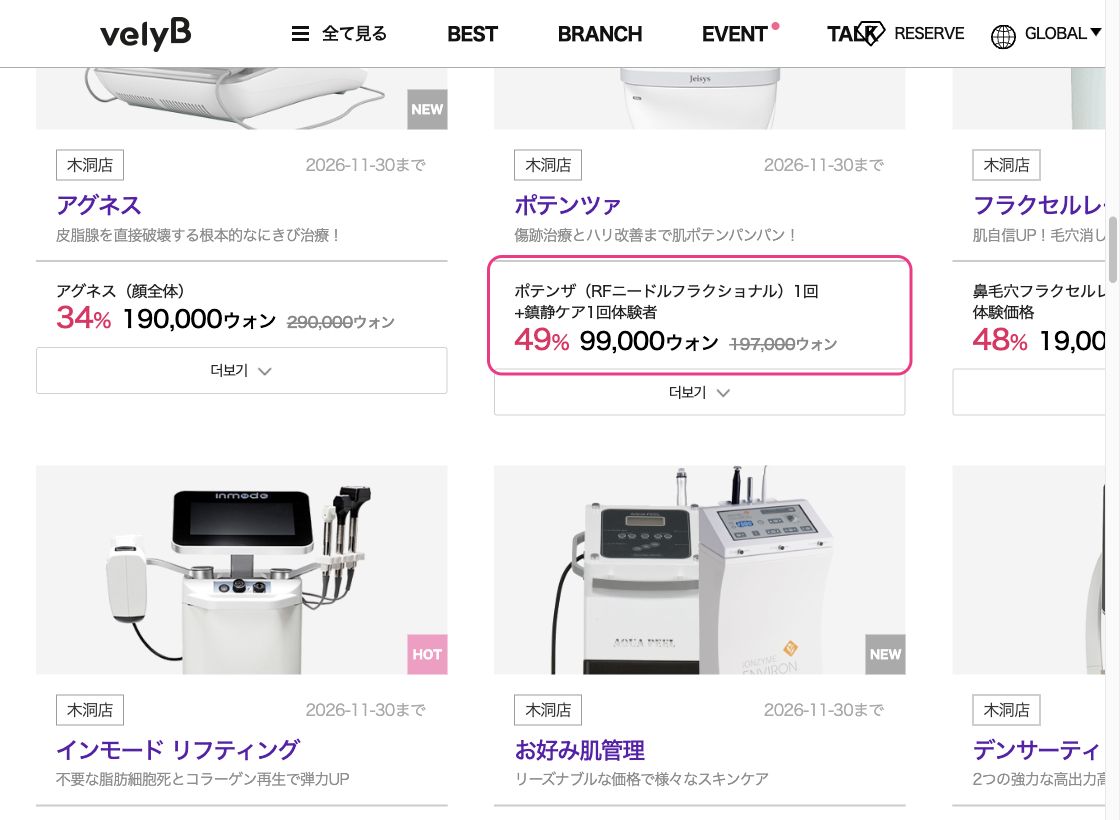 velyB
全て見る
BEST
BRANCH
EVENT
TALK
RESERVE
GLOBAL
Jeisys
NEW
木洞店
2026-11-30まで
アグネス
皮脂腺を直接破壊する根本的なにきび治療！
アグネス（顔全体）
34% 190,000ウォン 290,000ウォン
더보기
木洞店
2026-11-30まで
ポテンツァ
傷跡治療とハリ改善まで肌ポテンパンパン！
ポテンザ（RFニードルフラクショナル）1回
+鎮静ケア1回体験者
49% 99,000ウォン 197,000ウォン
더보기
木洞店
フラクセルレ
肌自信UP！毛穴消し
鼻毛穴フラクセルレ
体験価格
48% 19,00
inmode
HOT
木洞店
2026-11-30まで
インモード リフティング
不要な脂肪細胞死とコラーゲン再生で弾力UP
AQUA PEEL
AQUA PEEL
IONZYME
ENVIRON
NEW
木洞店
2026-11-30まで
お好み肌管理
リーズナブルな価格で様々なスキンケア
木洞店
デンサーティ
2つの強力な高出力高